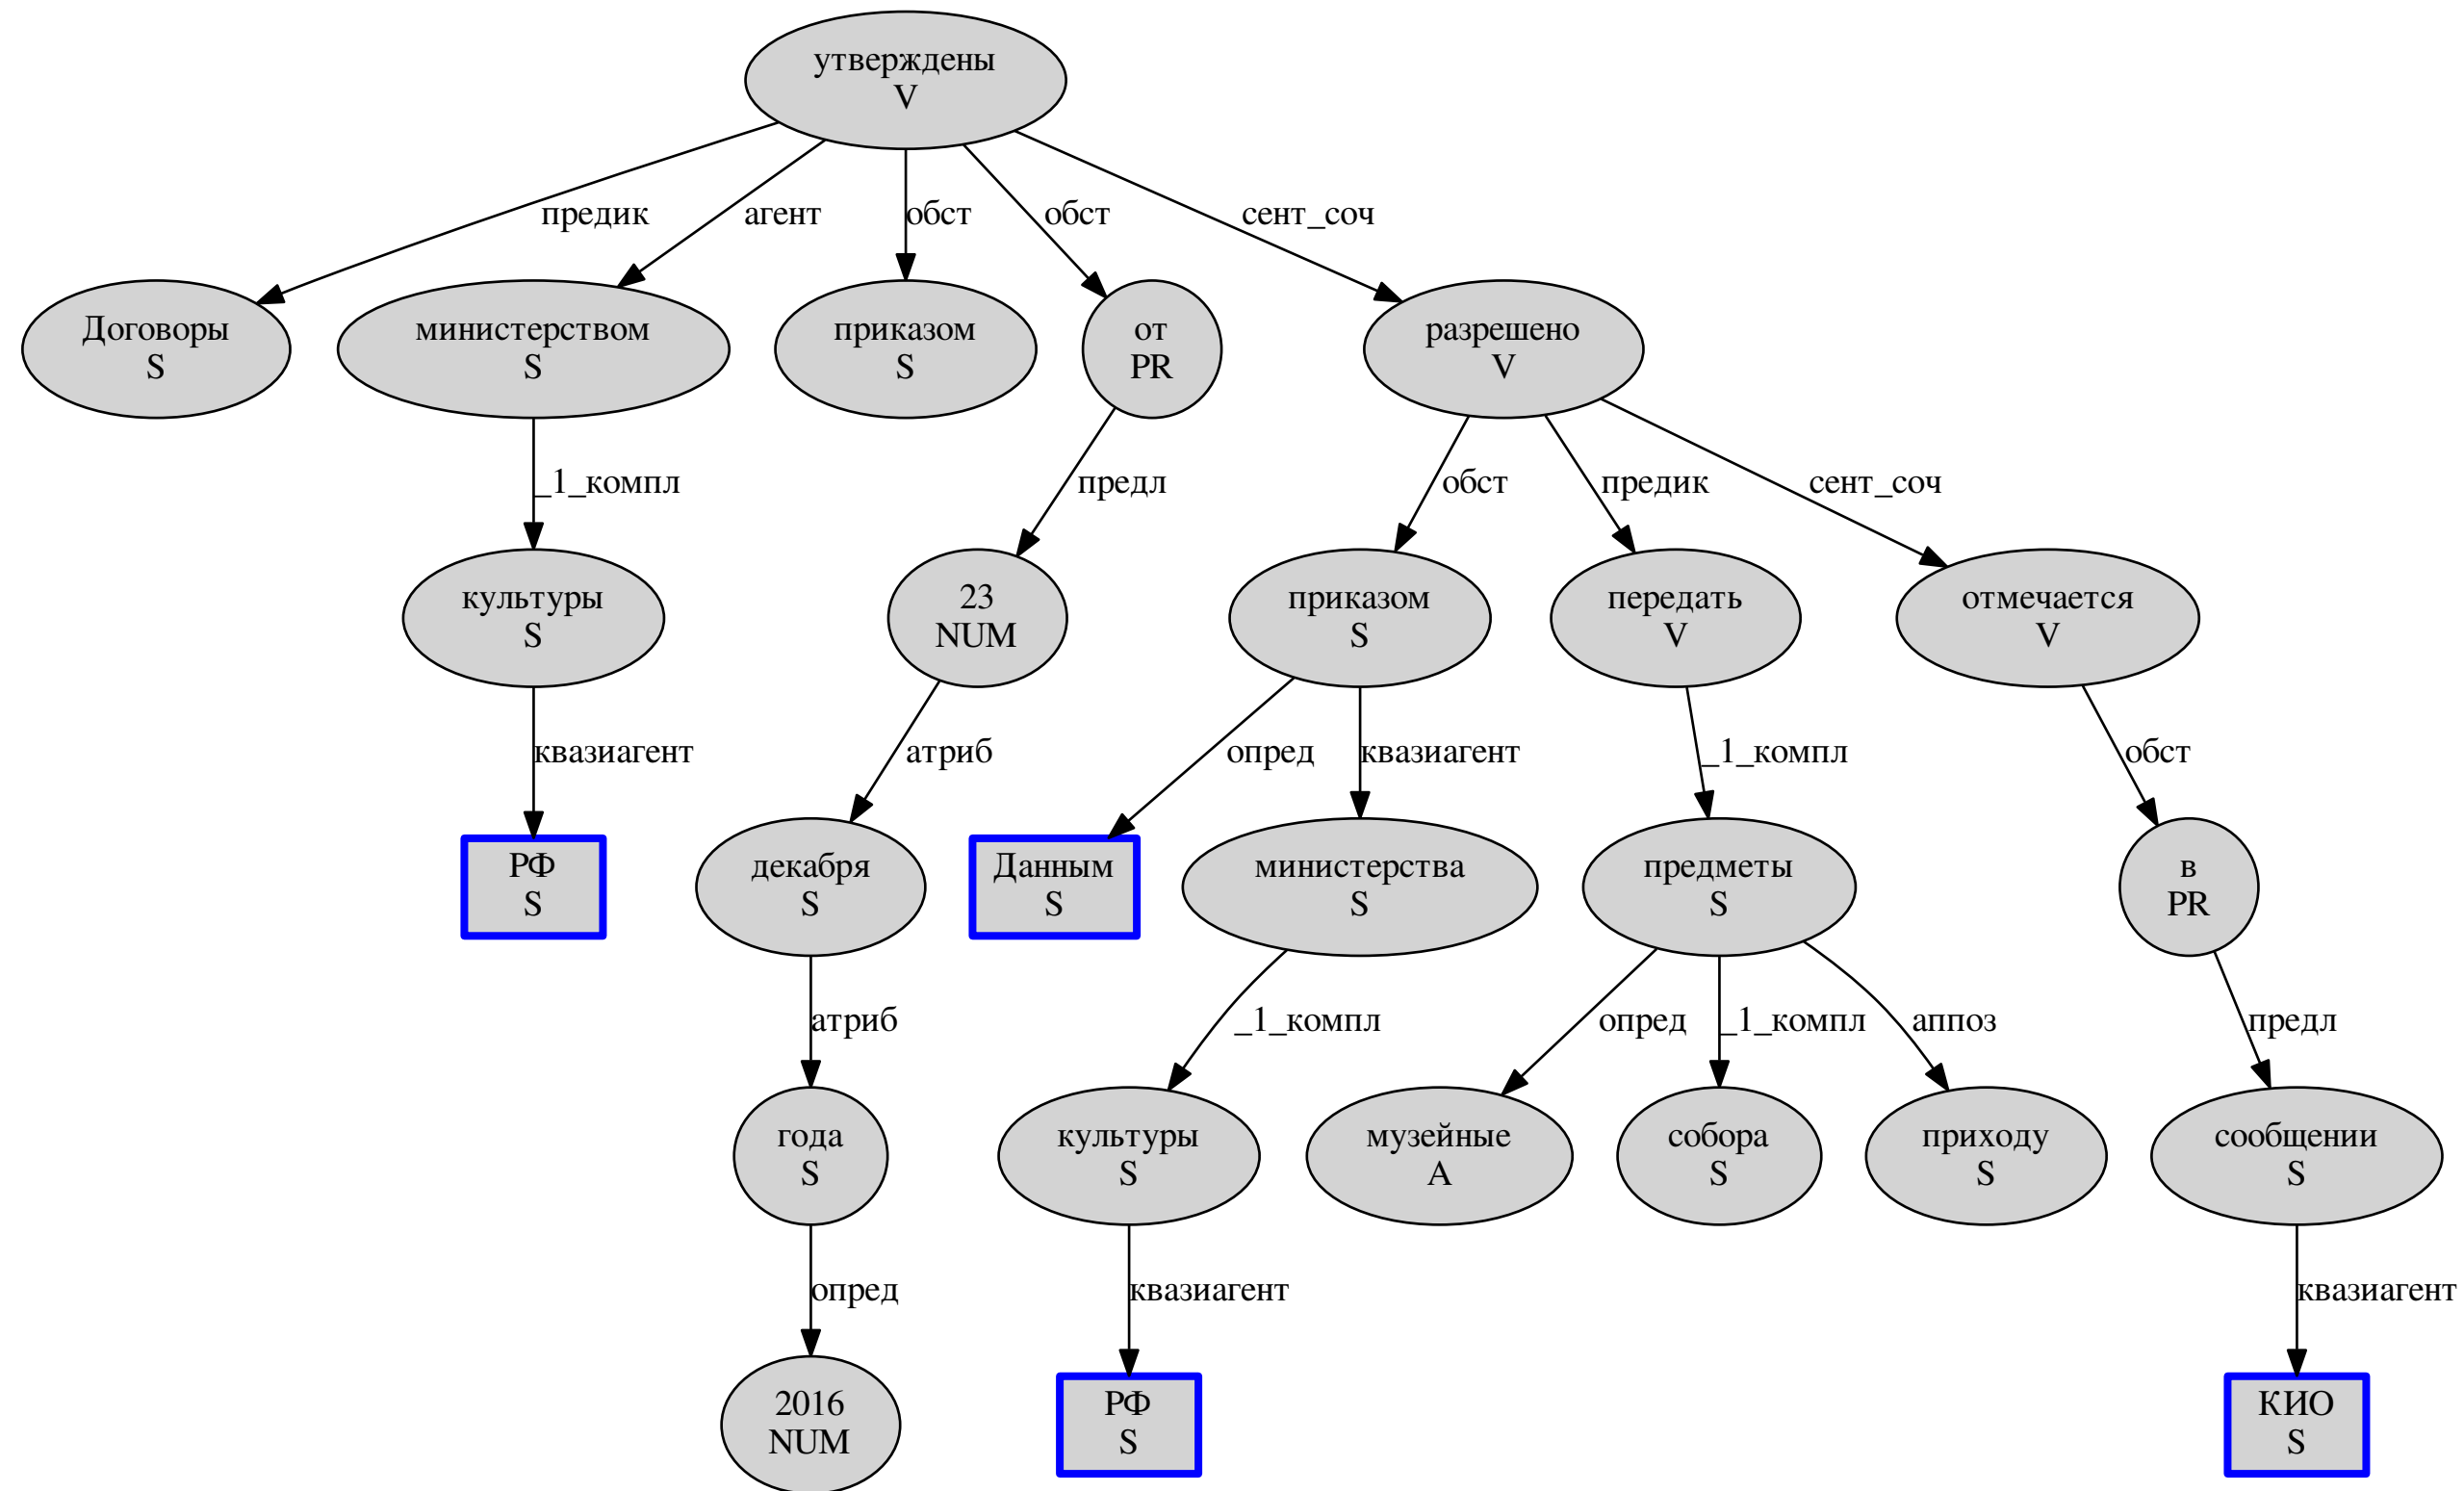 утверждены
V
предик
агент
обст
обст
сент_соч
Договоры
S
министерством
S
приказом
S
от
PR
разрешено
V
_1_компл
предл
обст
предик
сент_соч
культуры
S
23
NUM
приказом
S
передать
V
отмечается
V
квазиагент
атриб
опред
квазиагент
_1_компл
обст
РФ
S
декабря
S
Данным
S
министерства
S
предметы
S
в
PR
атриб
_1_компл
опред
_1_компл
аппоз
предл
года
S
культуры
S
музейные
A
собора
S
приходу
S
сообщении
S
опред
квазиагент
квазиагент
2016
NUM
РФ
S
КИО
S